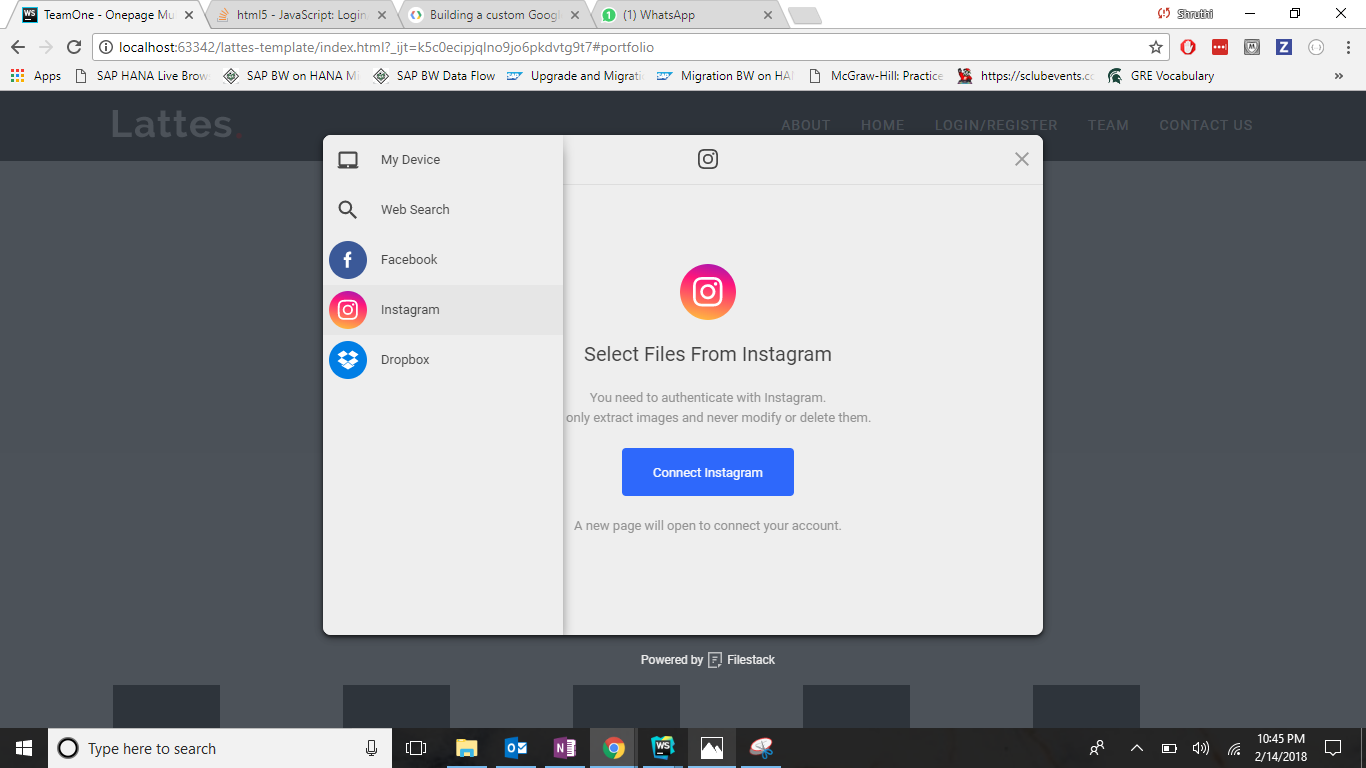 TeamOne - Onepage Mu
html5 - JavaScript: Login
Building a custom Googl
(1) WhatsApp
Shruthi
localhost:63342/lattes-template/index.html?_ijt=k5c0ecipjqlno9jo6pkdvtg9t7#portfolio
Apps
SAP HANA Live Brow
SAP BW on HANA Mi
SAP BW Data Flow
Upgrade and Migrati
Migration BW on HAN
McGraw-Hill: Practice
https://sclubevents.co
GRE Vocabulary
»
Lattes.
ABOUT
HOME
LOGIN/REGISTER
TEAM
CONTACT US
My Device
Web Search
Facebook
Instagram
Dropbox
Select Files From Instagram
You need to authenticate with Instagram.
only extract images and never modify or delete them.
Connect Instagram
A new page will open to connect your account.
Powered by Filestack
Type here to search
10:45 PM
2/14/2018